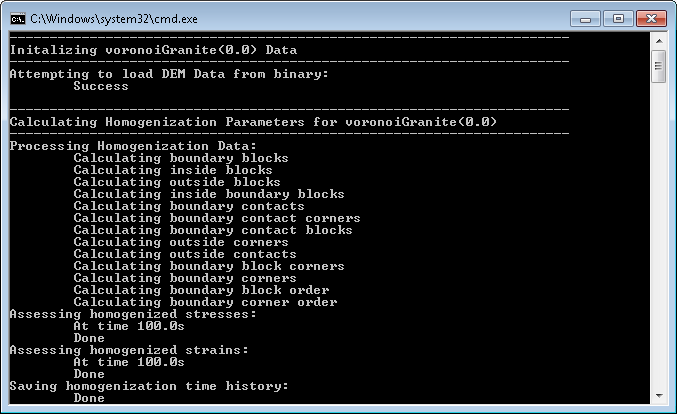 C:\Windows\system32\cmd.exe
----------------------------------------------------------------------
Initalizing voronoiGranite(0.0) Data
----------------------------------------------------------------------
Attempting to load DEM Data from binary:
Success
----------------------------------------------------------------------
Calculating Homogenization Parameters for voronoiGranite(0.0)
----------------------------------------------------------------------
Processing Homogenization Data:
Calculating boundary blocks
Calculating inside blocks
Calculating outside blocks
Calculating inside boundary blocks
Calculating boundary contacts
Calculating boundary contact corners
Calculating boundary contact blocks
Calculating outside corners
Calculating outside contacts
Calculating boundary block corners
Calculating boundary corners
Calculating boundary block order
Calculating boundary corner order
Assessing homogenized stresses:
At time 100.0s
Done
Assessing homogenized strains:
At time 100.0s
Done
Saving homogenization time history:
Done